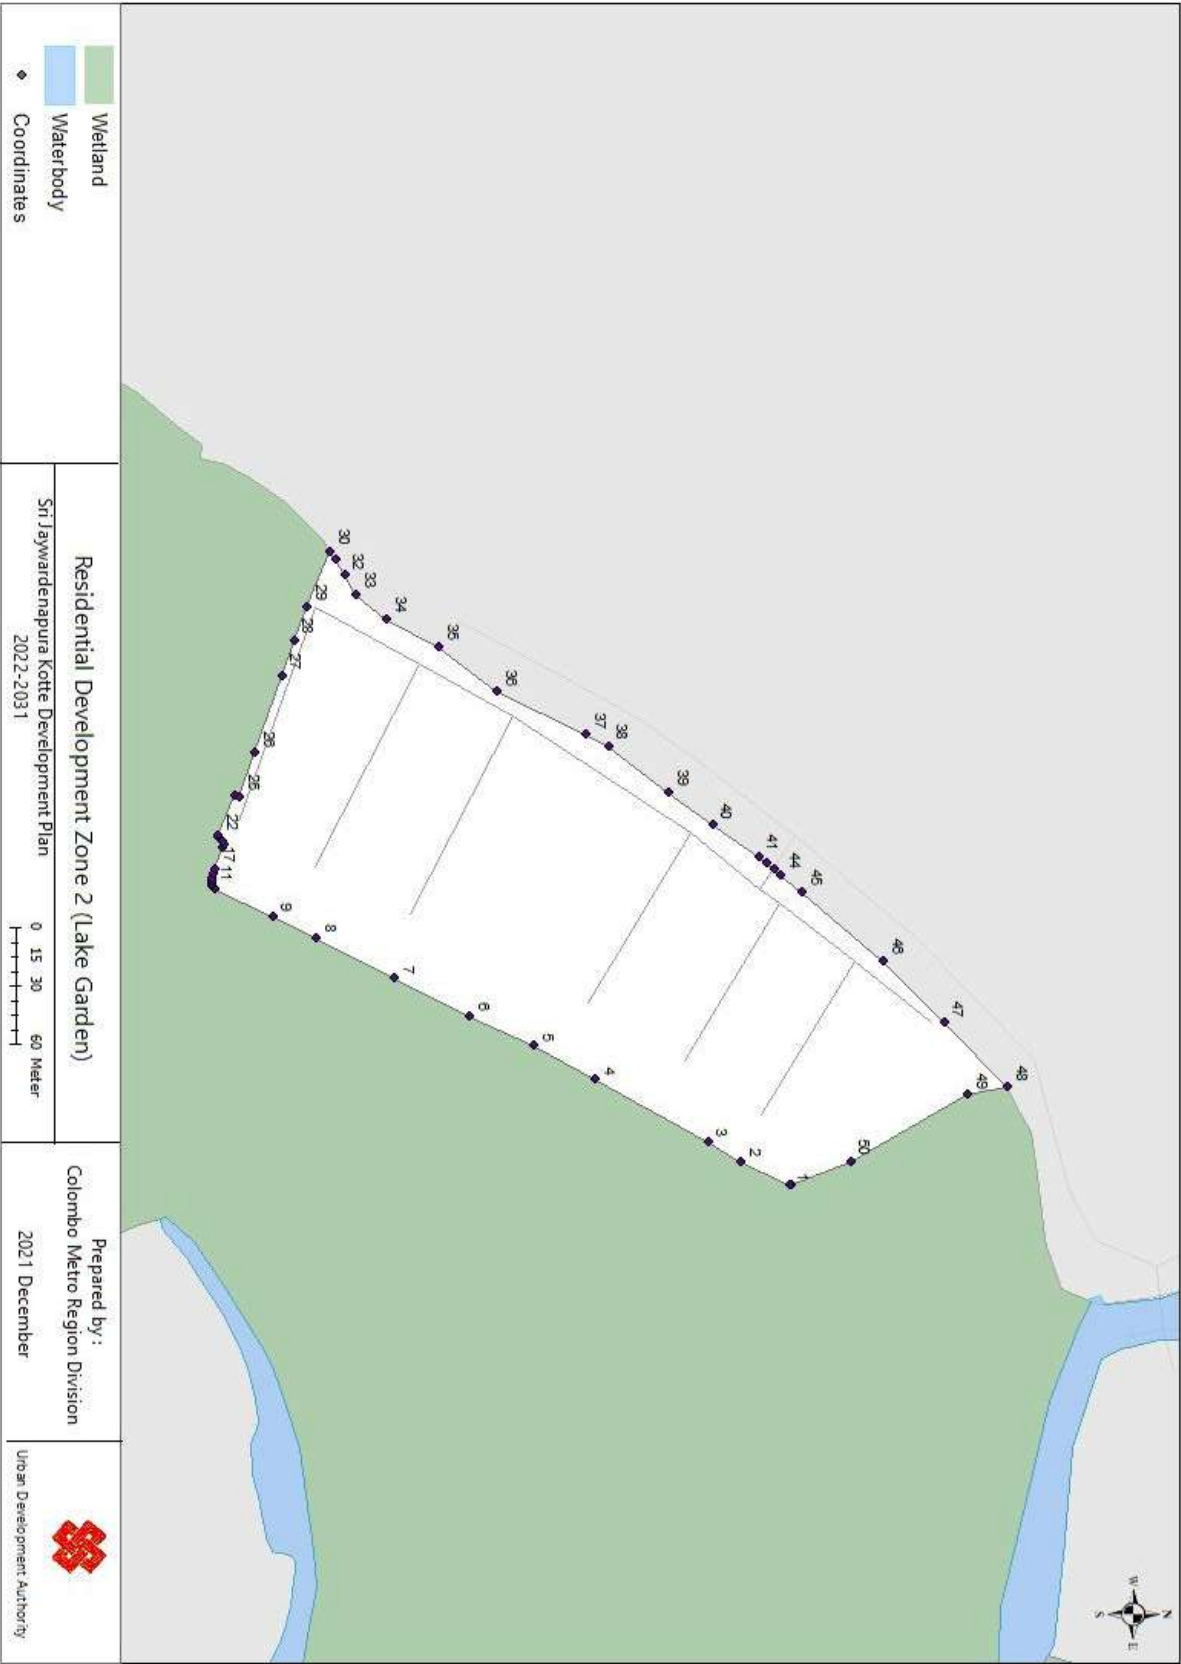 N
W
E
S
48
47
49
46
50
45
44
41
1
40
2
39
3
38
37
4
36
5
35
6
34
7
33
32
8
30
9
29
28
27
26
25
22
17
11
Wetland
Waterbody
Coordinates
Residential Development Zone 2 (Lake Garden)
Sri Jaywardenapura Kotte Development Plan
2022-2031
0 15 30 60 Meter
Prepared by :
Colombo Metro Region Division
2021 December
Urban Development Authority